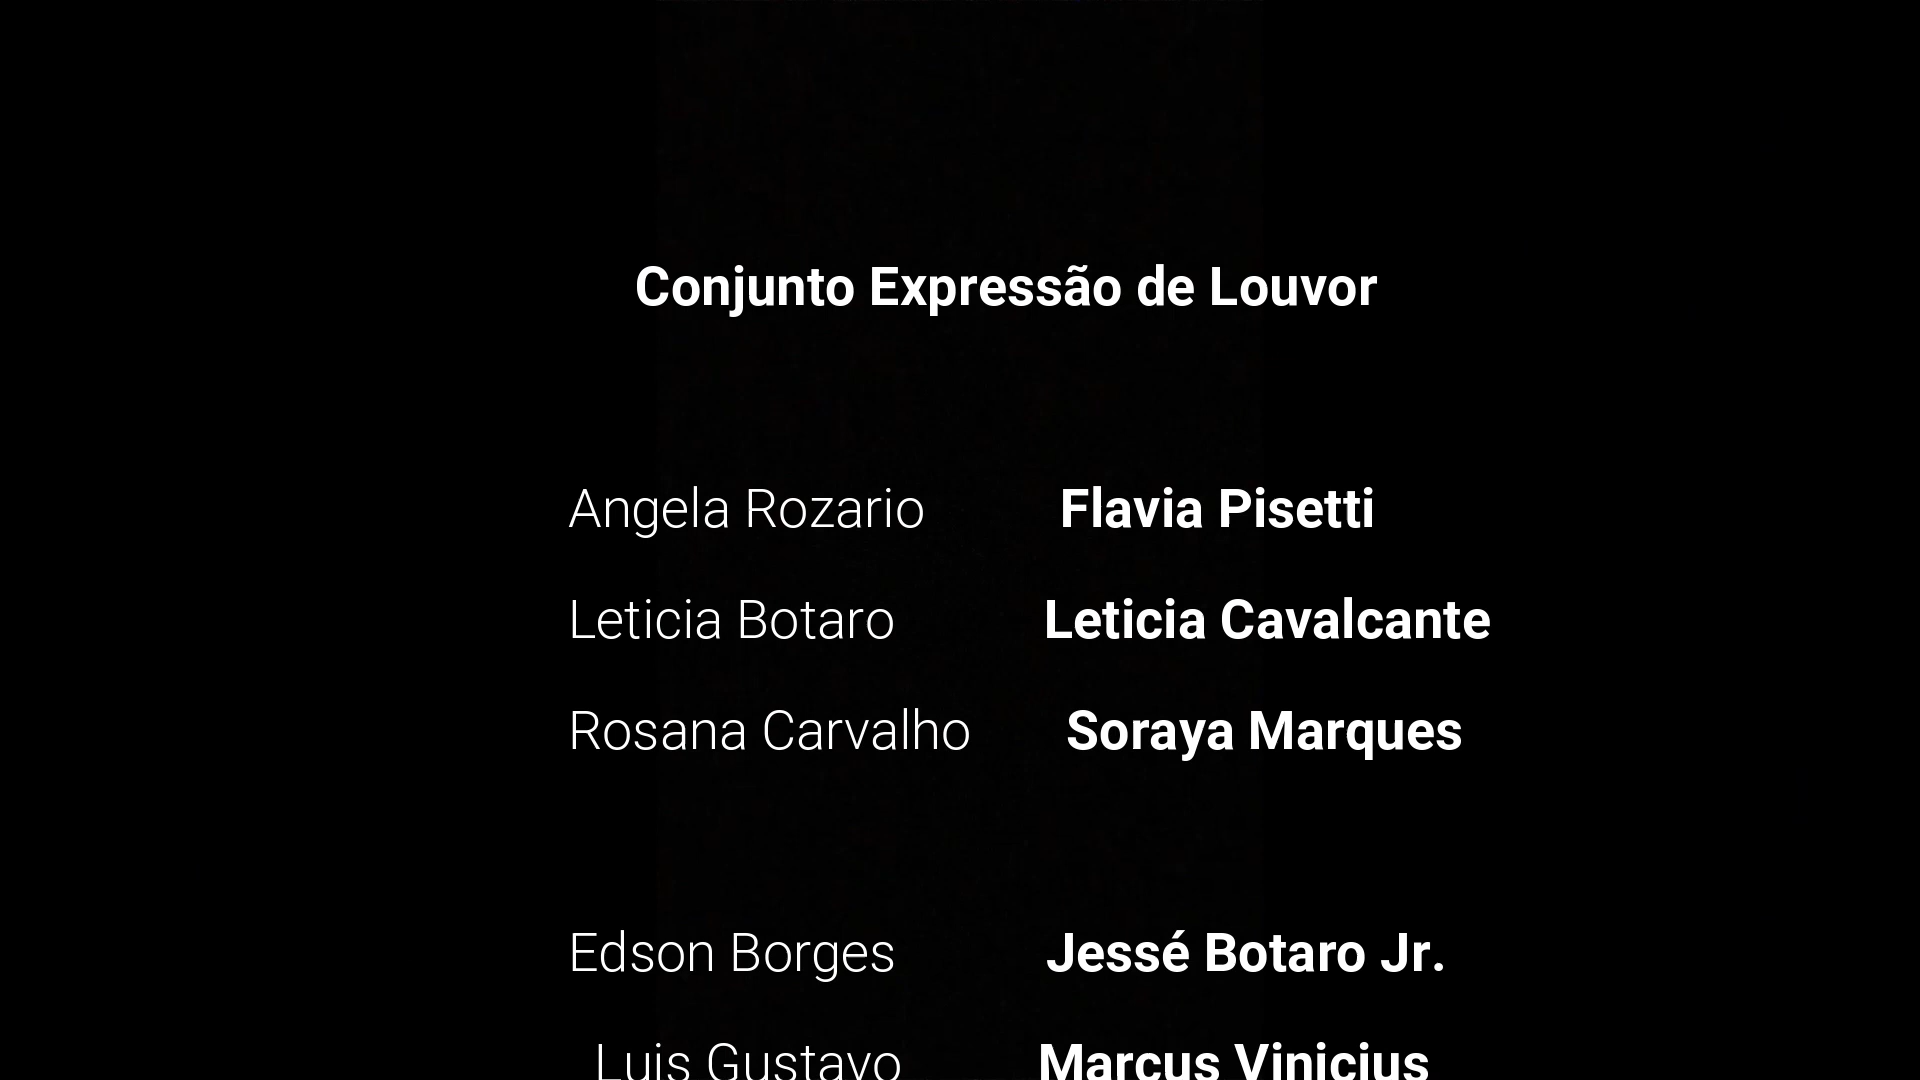 Conjunto Expressão de Louvor
Angela Rozario Flavia Pisetti
Leticia Botaro Leticia Cavalcante
Rosana Carvalho Soraya Marques
Edson Borges Jessé Botaro Jr.
Luis Gustavo Marcus Vinicius